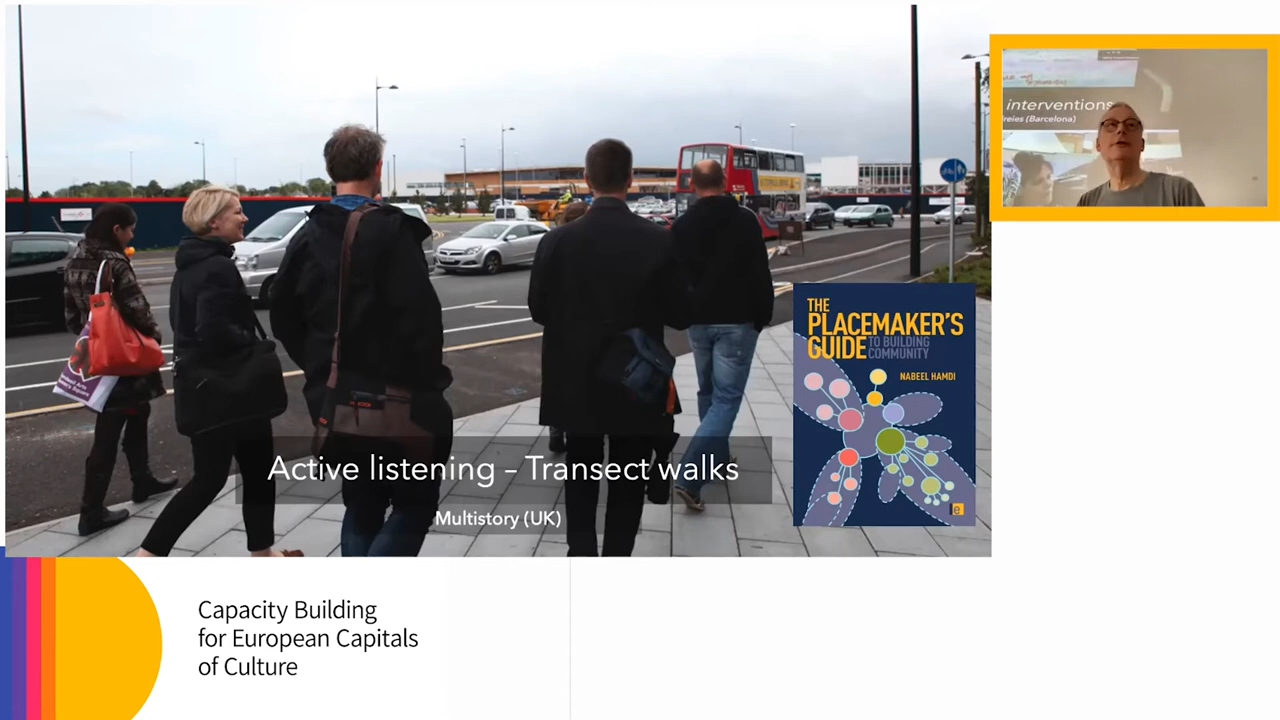 interventions
(Barcelona)
THE
PLACEMAKER'S
GUIDE TO BUILDING
COMMUNITY
NABEEL HAMDI
e
Active listening – Transect walks
Multistory (UK)
Capacity Building
for European Capitals
of Culture